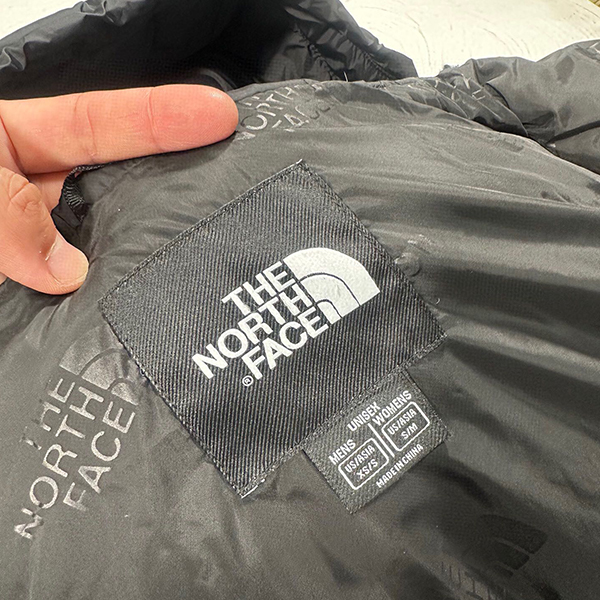 NORTH
FACE
THE
NORTH
FACE
®
THE
NORTH
FACE
UNISEX
MENS WOMENS
US/ASIA US/ASIA
XS/S S/M
MADE IN CHINA